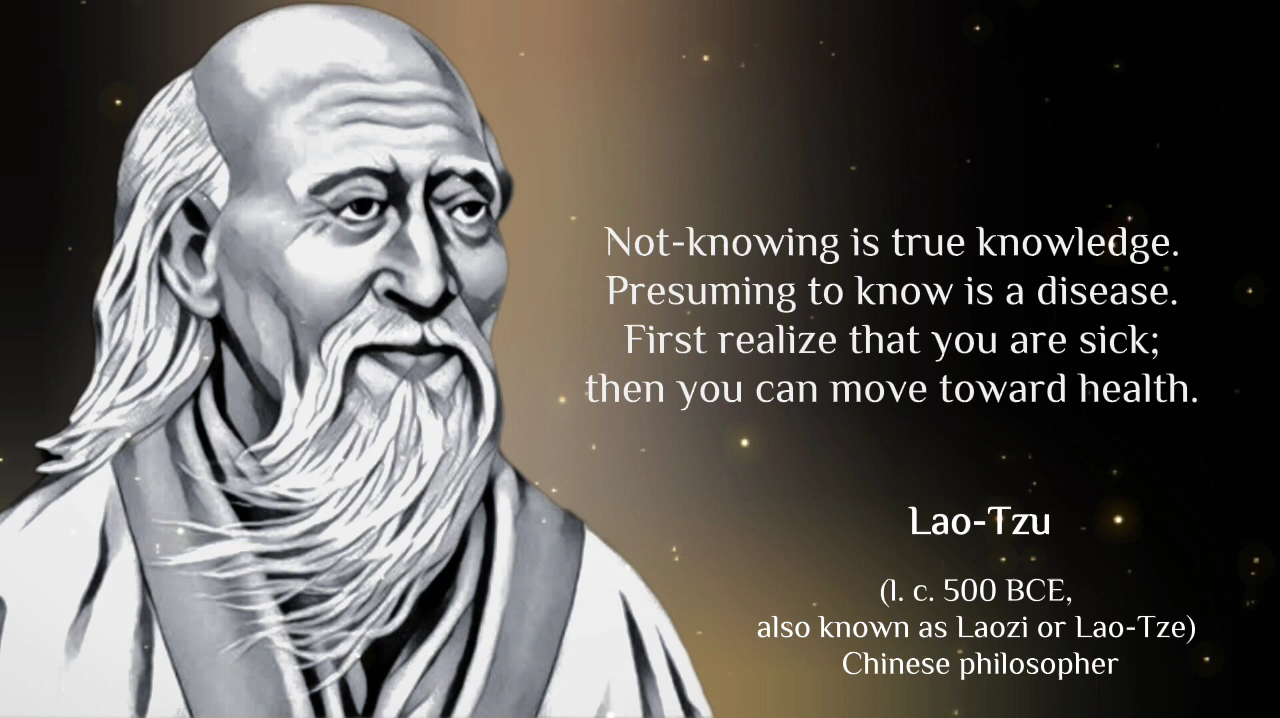 Not-knowing is true knowledge.
Presuming to know is a disease.
First realize that you are sick;
then you can move toward health.
Lao-Tzu
(l. c. 500 BCE,
also known as Laozi or Lao-Tze)
Chinese philosopher